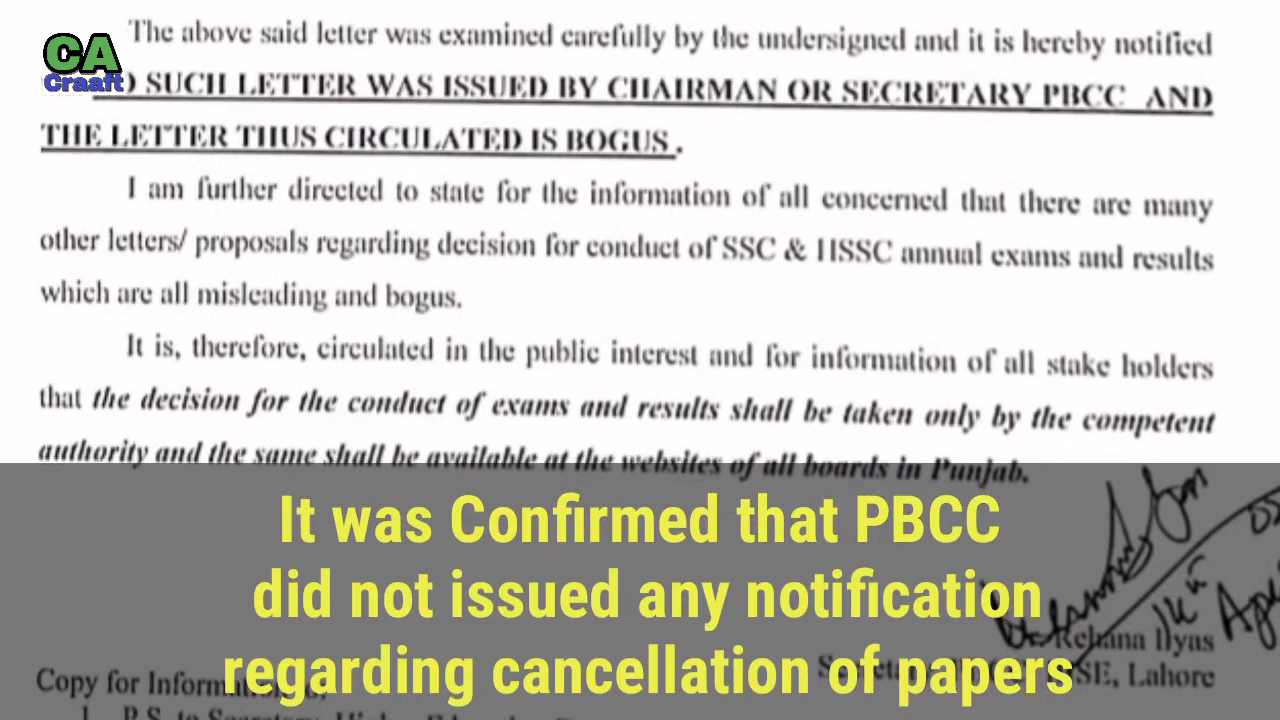 The above said letter was examined carefully by the undersigned and it is hereby notified
CA
Craaft
SUCH LETTER WAS ISSUED BY CHAIRMAN OR SECRETARY PBCC AND
THE LETTER THUS CIRCULATED IS BOGUS.
I am further directed to state for the information of all concerned that there are many
other letters/ proposals regarding decision for conduct of SSC & HSSC annual exams and results
which are all misleading and bogus.
It is, therefore, circulated in the public interest and for information of all stake holders
that the decision for the conduct of exams and results shall be taken only by the competent
authority and the same shall be available at the websites of all boards in Punjab.
It was Confirmed that PBCC
did not issued any notification
regarding cancellation of papers
Rehana Ilyas
Lahore
Copy for Information
1. P.S. to